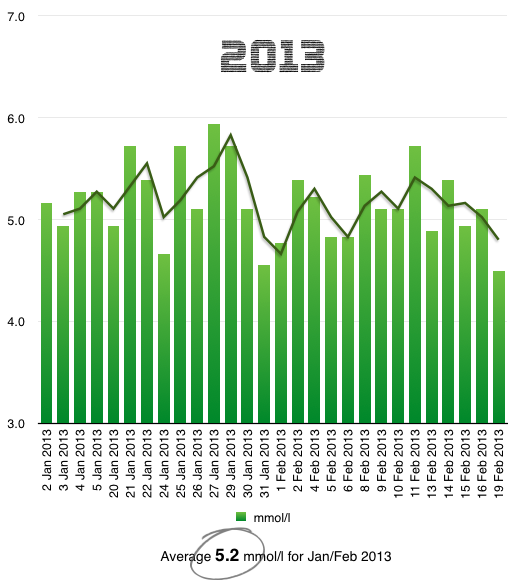 7.0
2013
6.0
5.0
4.0
3.0
2 Jan 2013
3 Jan 2013
4 Jan 2013
5 Jan 2013
20 Jan 2013
21 Jan 2013
22 Jan 2013
24 Jan 2013
25 Jan 2013
26 Jan 2013
27 Jan 2013
29 Jan 2013
30 Jan 2013
31 Jan 2013
1 Feb 2013
2 Feb 2013
4 Feb 2013
5 Feb 2013
6 Feb 2013
8 Feb 2013
9 Feb 2013
10 Feb 2013
11 Feb 2013
13 Feb 2013
14 Feb 2013
15 Feb 2013
16 Feb 2013
19 Feb 2013
mmol/l
Average 5.2 mmol/l for Jan/Feb 2013